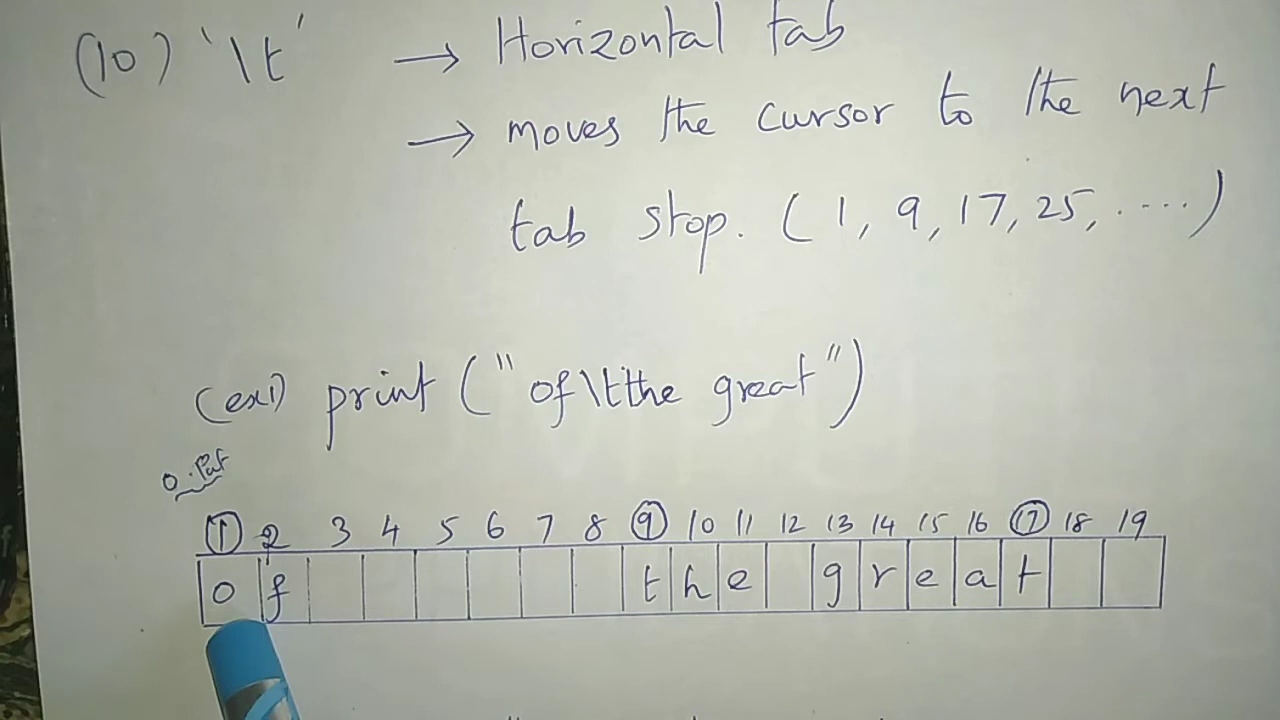 (10) '\t' → Horizontal tab
→ moves the cursor to the next
tab stop. (1, 9, 17, 25, ....)
(ex1) print ("of\tthe great")
o.Put
1 2 3 4 5 6 7 8 9 10 11 12 13 14 15 16 17 18 19
o f t h e g r e a t